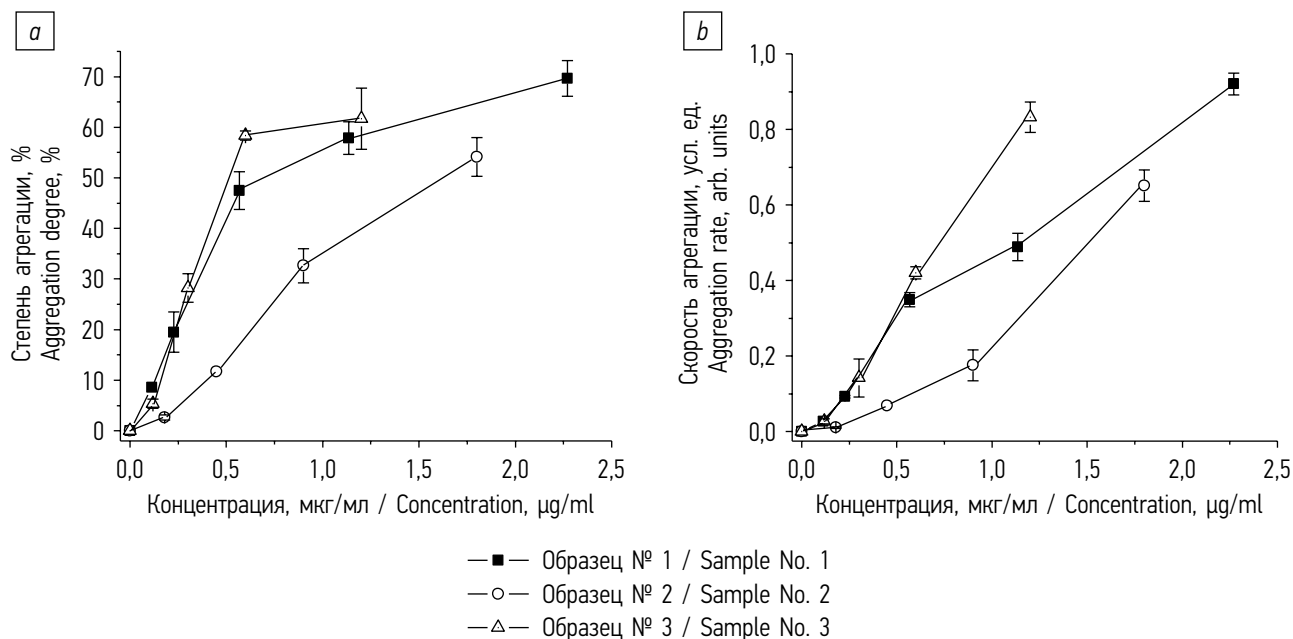 a
Степень агрегации, %
Aggregation degree, %
70
60
50
40
30
20
10
0
0,0 0,5 1,0 1,5 2,0 2,5
Концентрация, мкг/мл / Concentration, µg/ml
b
Скорость агрегации, усл. ед.
Aggregation rate, arb. units
1,0
0,8
0,6
0,4
0,2
0,0
0,0 0,5 1,0 1,5 2,0 2,5
Концентрация, мкг/мл / Concentration, µg/ml
Образец № 1 / Sample No. 1
Образец № 2 / Sample No. 2
Образец № 3 / Sample No. 3